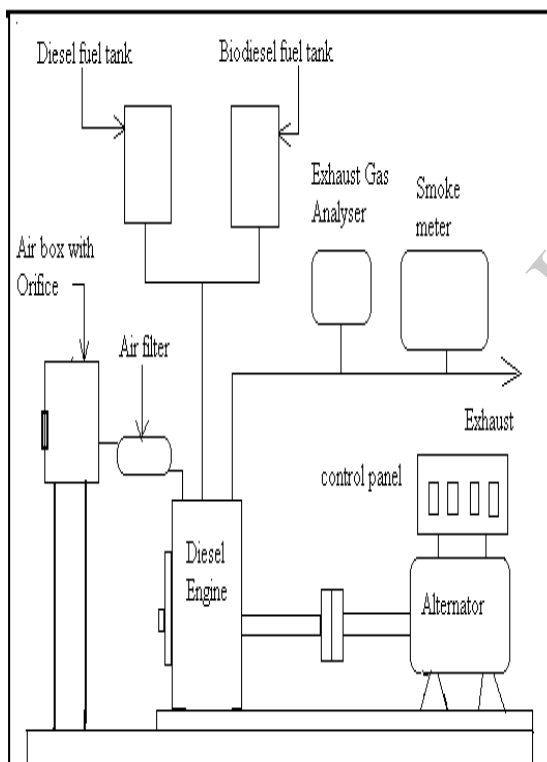 Diesel fuel tank
Biodiesel fuel tank
Exhaust Gas
Analyser
Smoke
meter
Air box with
Orifice
Air filter
Exhaust
control panel
Diesel
Engine
Alternator